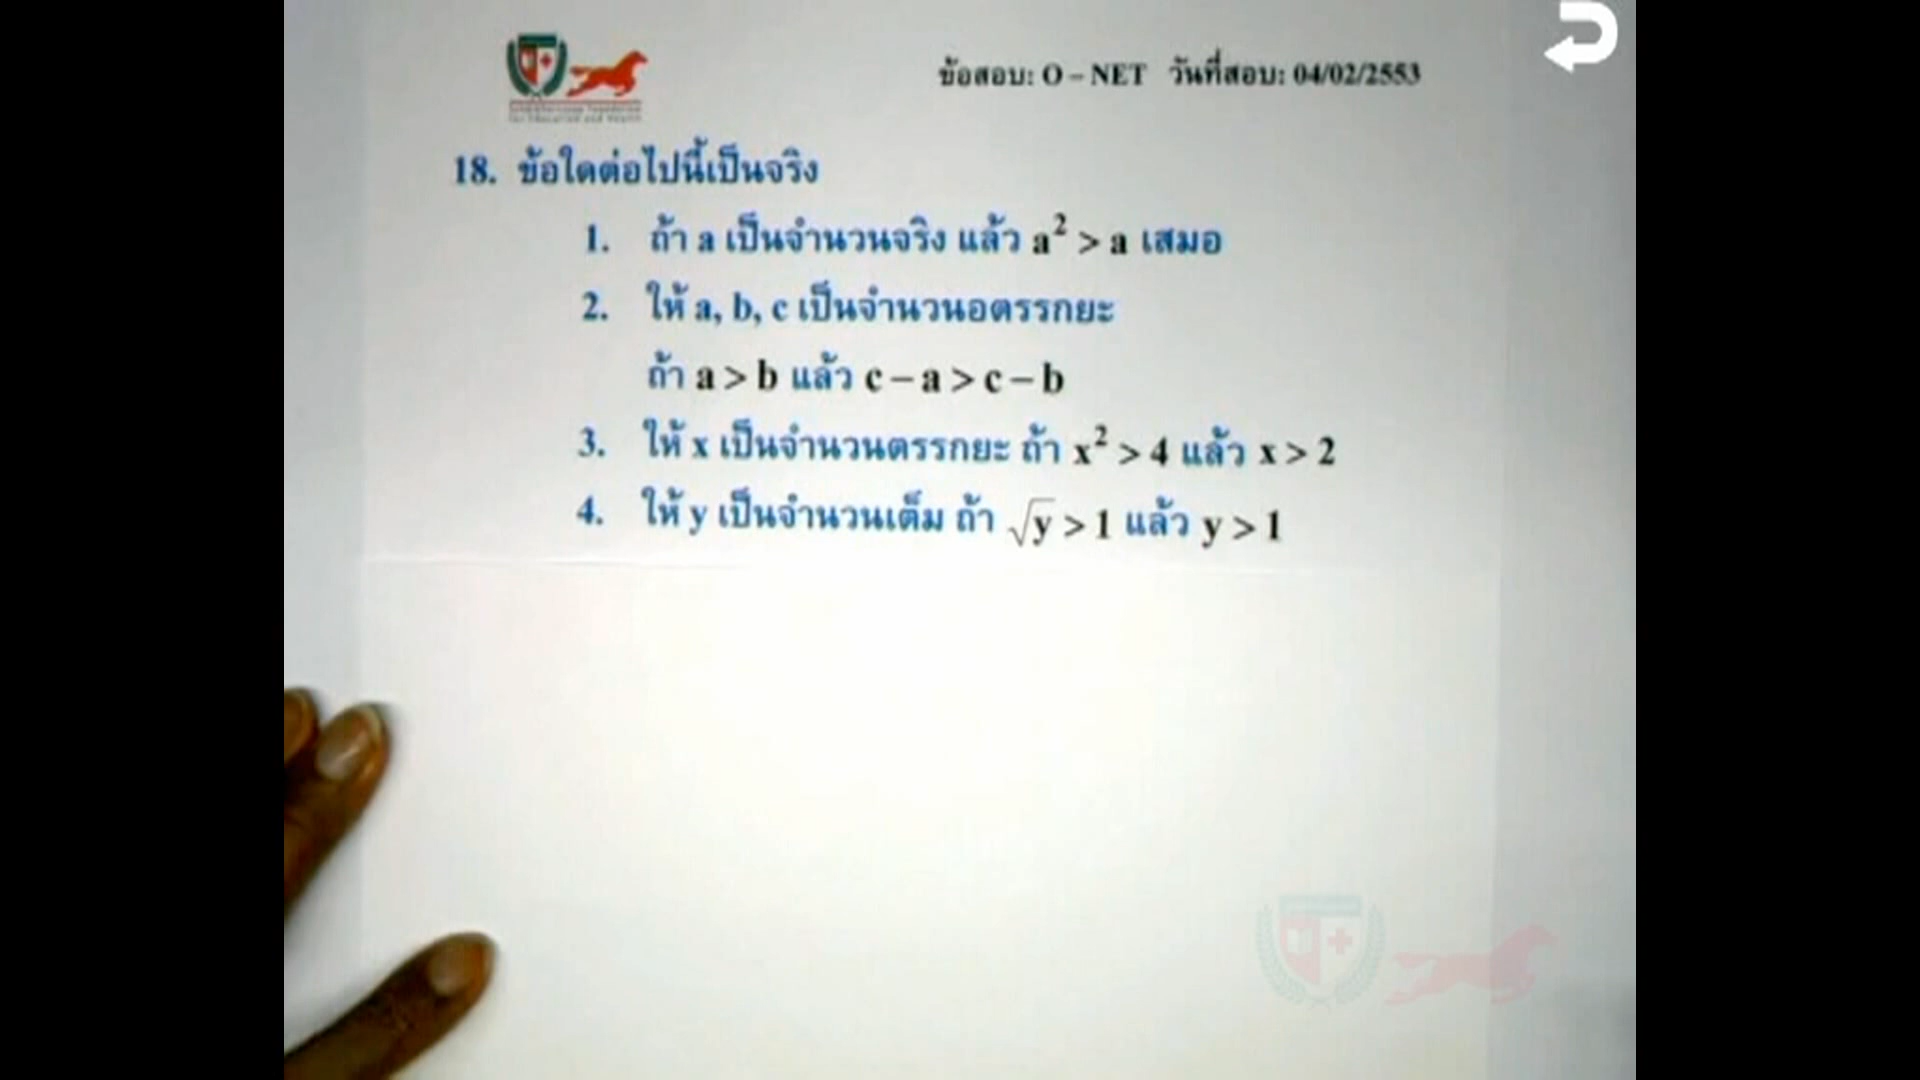 ข้อสอบ: O – NET วันที่สอบ: 04/02/2553
18. ข้อใดต่อไปนี้เป็นจริง
1. ถ้า a เป็นจำนวนจริง แล้ว a² > a เสมอ
2. ให้ a, b, c เป็นจำนวนอตรรกยะ
ถ้า a > b แล้ว c – a > c – b
3. ให้ x เป็นจำนวนตรรกยะ ถ้า x² > 4 แล้ว x > 2
4. ให้ y เป็นจำนวนเต็ม ถ้า √y > 1 แล้ว y > 1